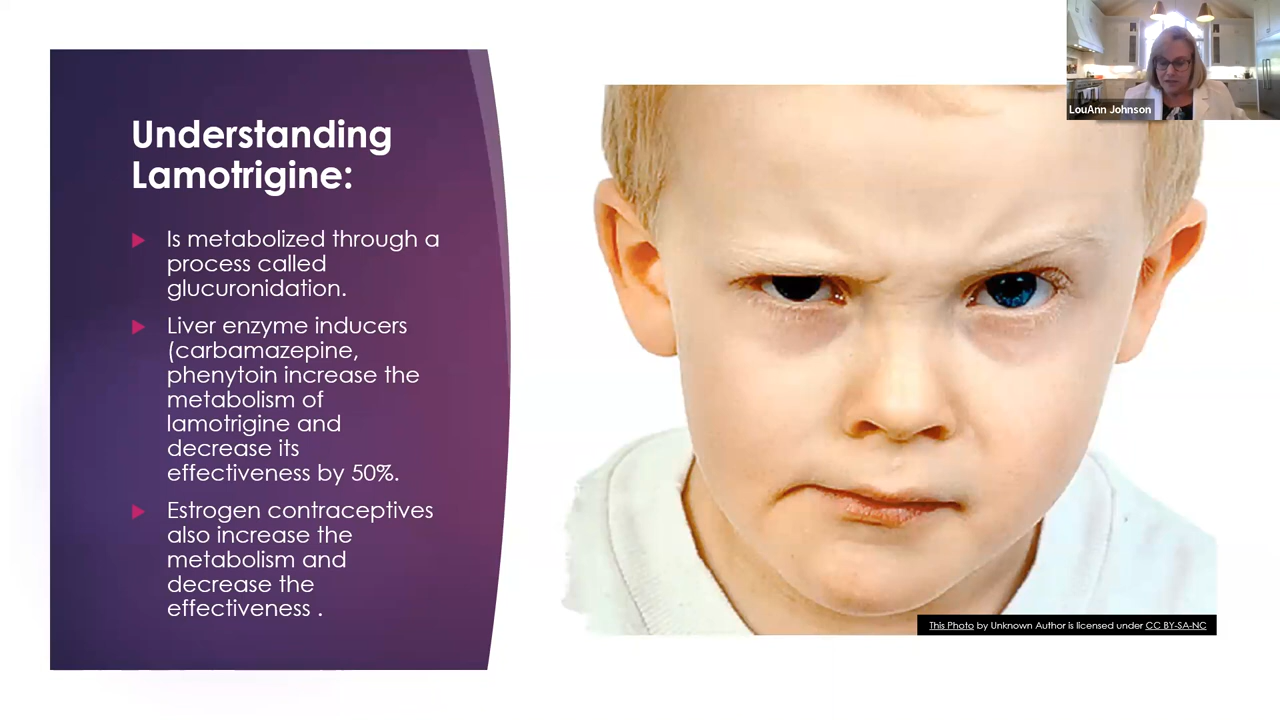 Understanding
Lamotrigine:
Is metabolized through a
process called
glucuronidation.
Liver enzyme inducers
(carbamazepine,
phenytoin increase the
metabolism of
lamotrigine and
decrease its
effectiveness by 50%.
Estrogen contraceptives
also increase the
metabolism and
decrease the
effectiveness .
LouAnn Johnson
This Photo by Unknown Author is licensed under CC BY-SA-NC